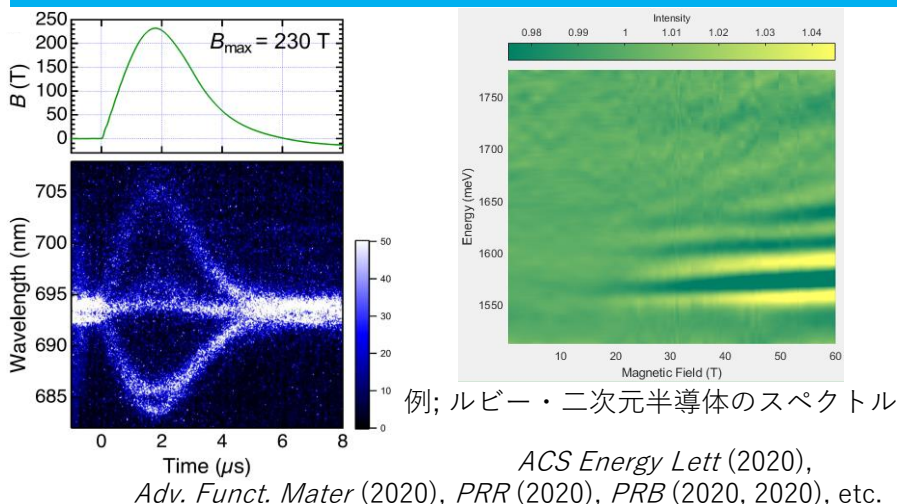 250
200
150
100
50
0
B (T)
Bmax = 230 T
705
700
695
690
685
Wavelength (nm)
50
40
30
20
10
0
0 2 4 6 8
Time (μs)
Intensity
0.98 0.99 1 1.01 1.02 1.03 1.04
1750
1700
1650
1600
1550
Energy (meV)
10 20 30 40 50 60
Magnetic Field (T)
例; ルビー・二次元半導体のスペクトル
ACS Energy Lett (2020),
Adv. Funct. Mater (2020), PRR (2020), PRB (2020, 2020), etc.